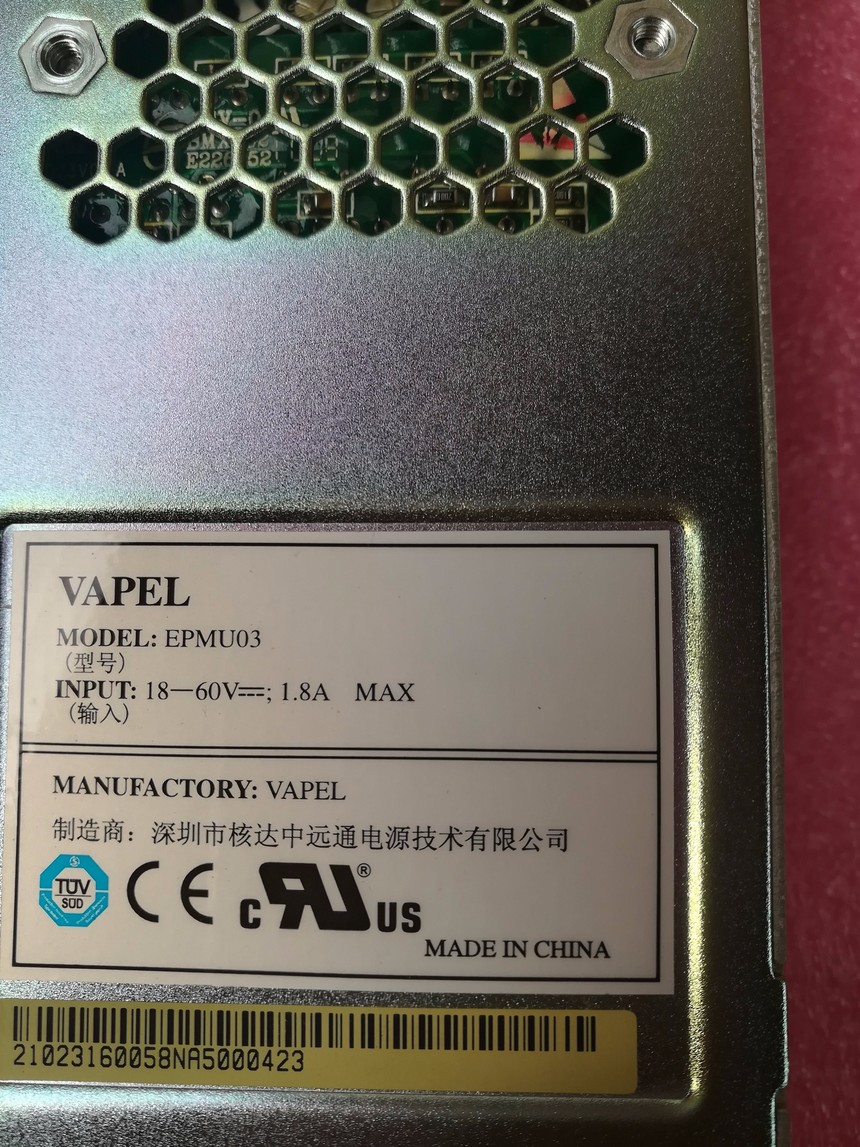 VAPEL
MODEL: EPMU03
(型号)
INPUT: 18—60V⎓; 1.8A MAX
(输入)
MANUFACTORY: VAPEL
制造商：深圳市核达中远通电源技术有限公司
TÜV
SÜD
CE
c RU ® US
MADE IN CHINA
21023160058NA5000423